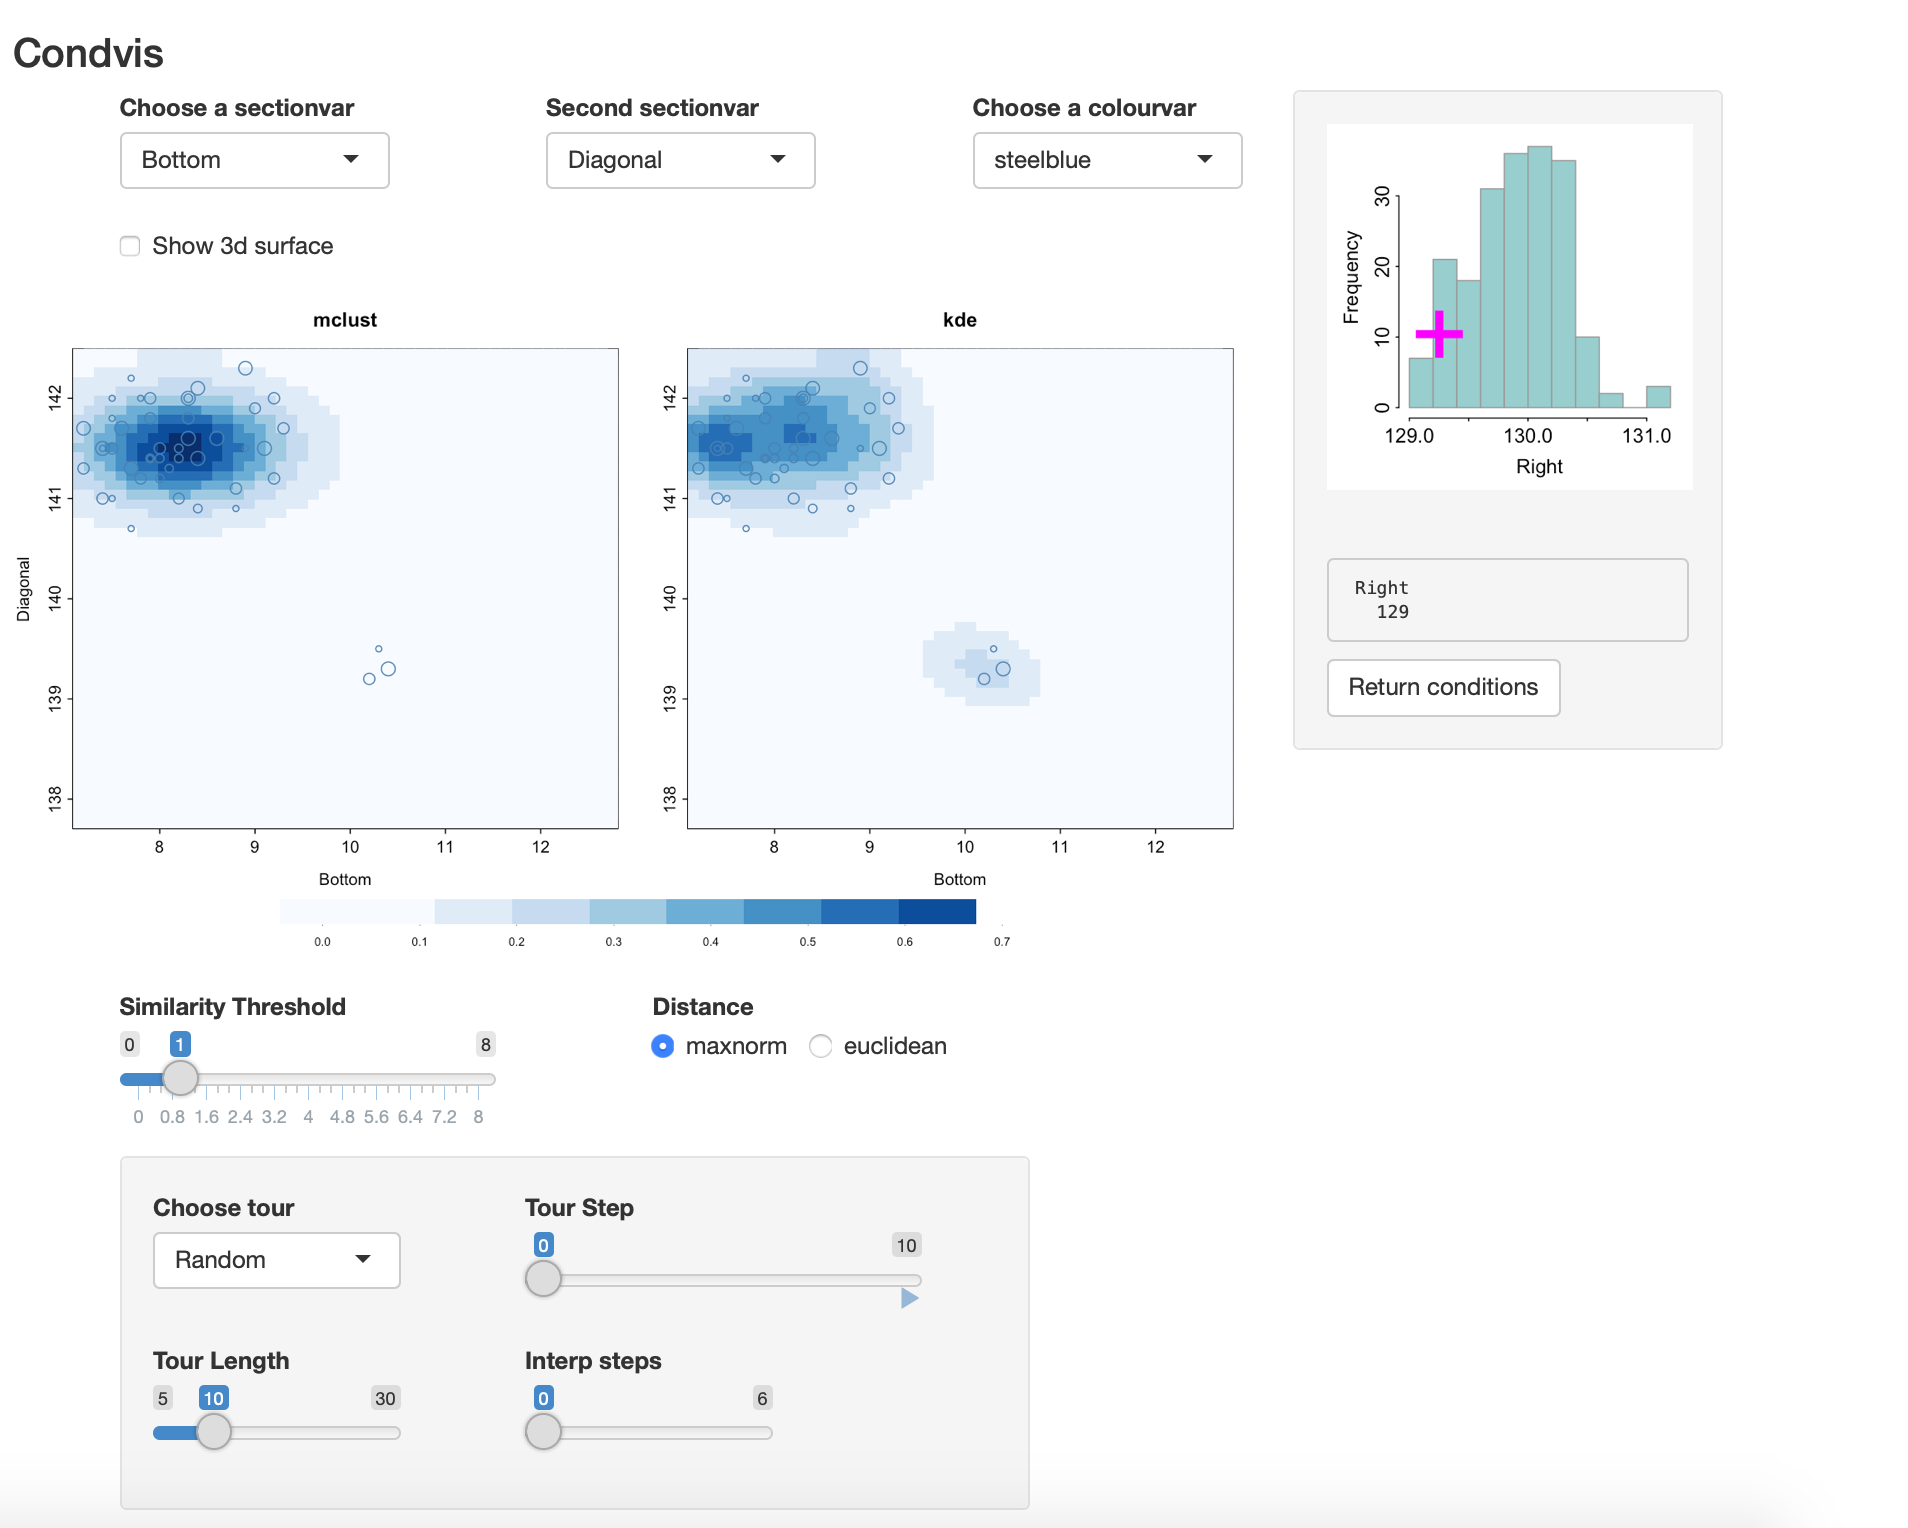 Condvis
Choose a sectionvar
Second sectionvar
Choose a colourvar
Bottom
Diagonal
steelblue
Show 3d surface
mclust
kde
142
141
140
139
138
Diagonal
8 9 10 11 12
Bottom
142
141
140
139
138
8 9 10 11 12
Bottom
0.0 0.1 0.2 0.3 0.4 0.5 0.6 0.7
Frequency
30
20
10
0
129.0 130.0 131.0
Right
Right
129
Return conditions
Similarity Threshold
0 1 8
0 0.8 1.6 2.4 3.2 4 4.8 5.6 6.4 7.2 8
Distance
maxnorm euclidean
Choose tour
Random
Tour Step
0 10
Tour Length
5 10 30
Interp steps
0 6